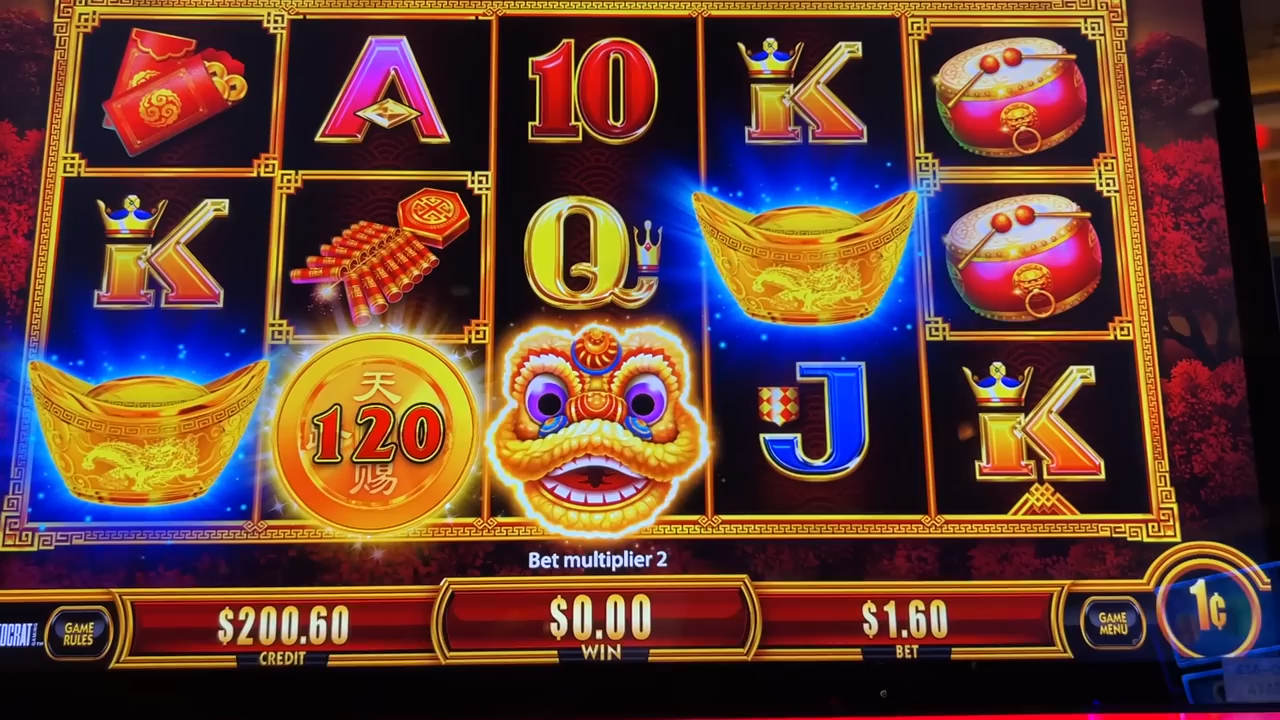 A 10 K
K Q
天
120
赐
J K
Bet multiplier 2
GAME
RULES
$200.60
CREDIT
$0.00
WIN
$1.60
BET
GAME
MENU
1¢